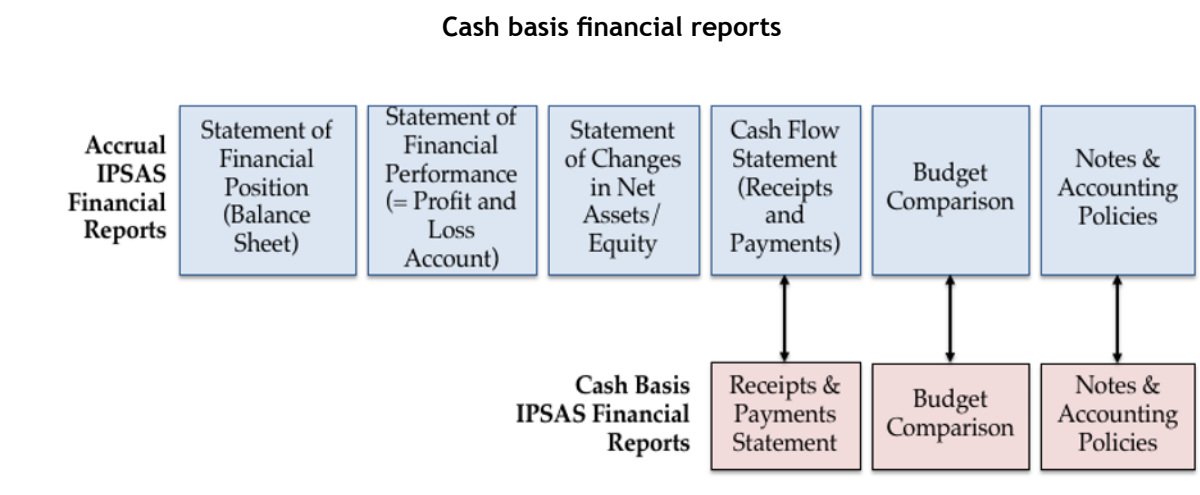 Cash basis financial reports
Accrual
IPSAS
Financial
Reports
Statement of
Financial
Position
(Balance
Sheet)
Statement of
Financial
Performance
(= Profit and
Loss
Account)
Statement
of Changes
in Net
Assets/
Equity
Cash Flow
Statement
(Receipts
and
Payments)
Budget
Comparison
Notes &
Accounting
Policies
Cash Basis
IPSAS Financial
Reports
Receipts &
Payments
Statement
Budget
Comparison
Notes &
Accounting
Policies